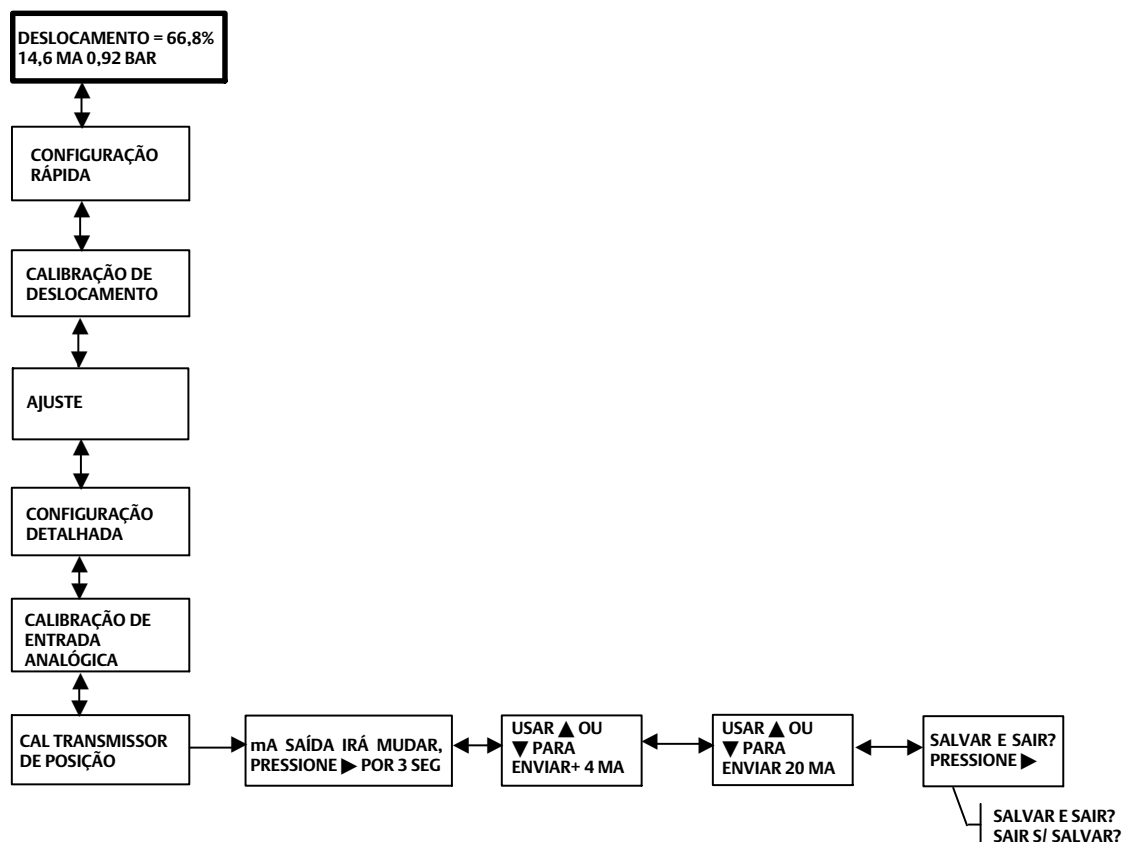 DESLOCAMENTO = 66,8%
14,6 MA 0,92 BAR
CONFIGURAÇÃO
RÁPIDA
CALIBRAÇÃO DE
DESLOCAMENTO
AJUSTE
CONFIGURAÇÃO
DETALHADA
CALIBRAÇÃO DE
ENTRADA
ANALÓGICA
CAL TRANSMISSOR
DE POSIÇÃO
mA SAÍDA IRÁ MUDAR,
PRESSIONE ▶ POR 3 SEG
USAR ▲ OU
▼ PARA
ENVIAR+ 4 MA
USAR ▲ OU
▼ PARA
ENVIAR 20 MA
SALVAR E SAIR?
PRESSIONE ▶
SALVAR E SAIR?
SAIR S/ SALVAR?